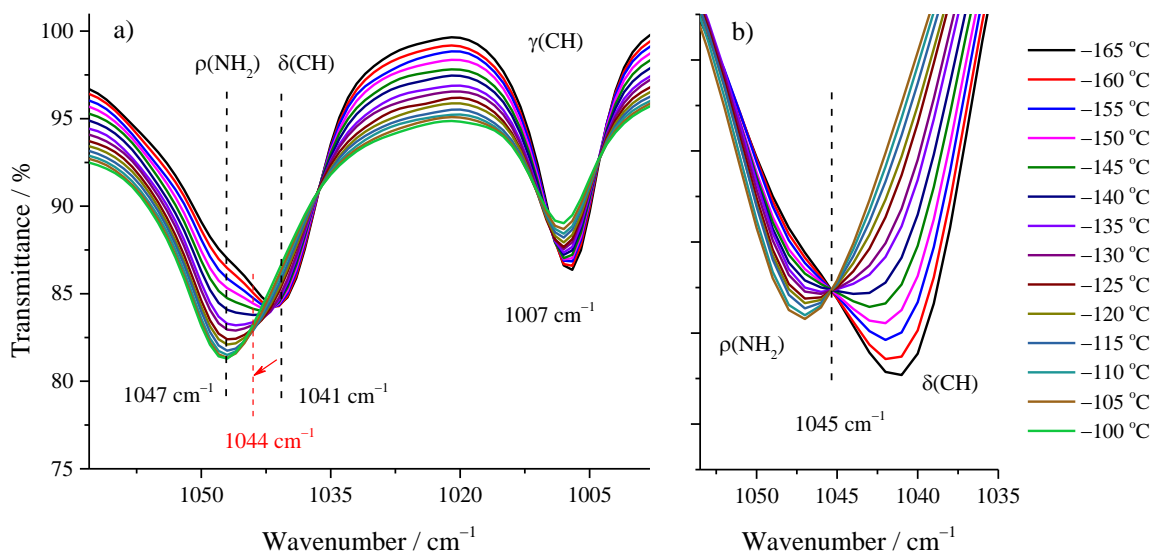 a)
b)
ρ(NH₂)
δ(CH)
γ(CH)
100
95
90
85
80
75
Transmittance / %
1047 cm⁻¹
1041 cm⁻¹
1044 cm⁻¹
1007 cm⁻¹
1050
1035
1020
1005
Wavenumber / cm⁻¹
ρ(NH₂)
δ(CH)
1045 cm⁻¹
1050
1045
1040
1035
Wavenumber / cm⁻¹
−165 °C
−160 °C
−155 °C
−150 °C
−145 °C
−140 °C
−135 °C
−130 °C
−125 °C
−120 °C
−115 °C
−110 °C
−105 °C
−100 °C